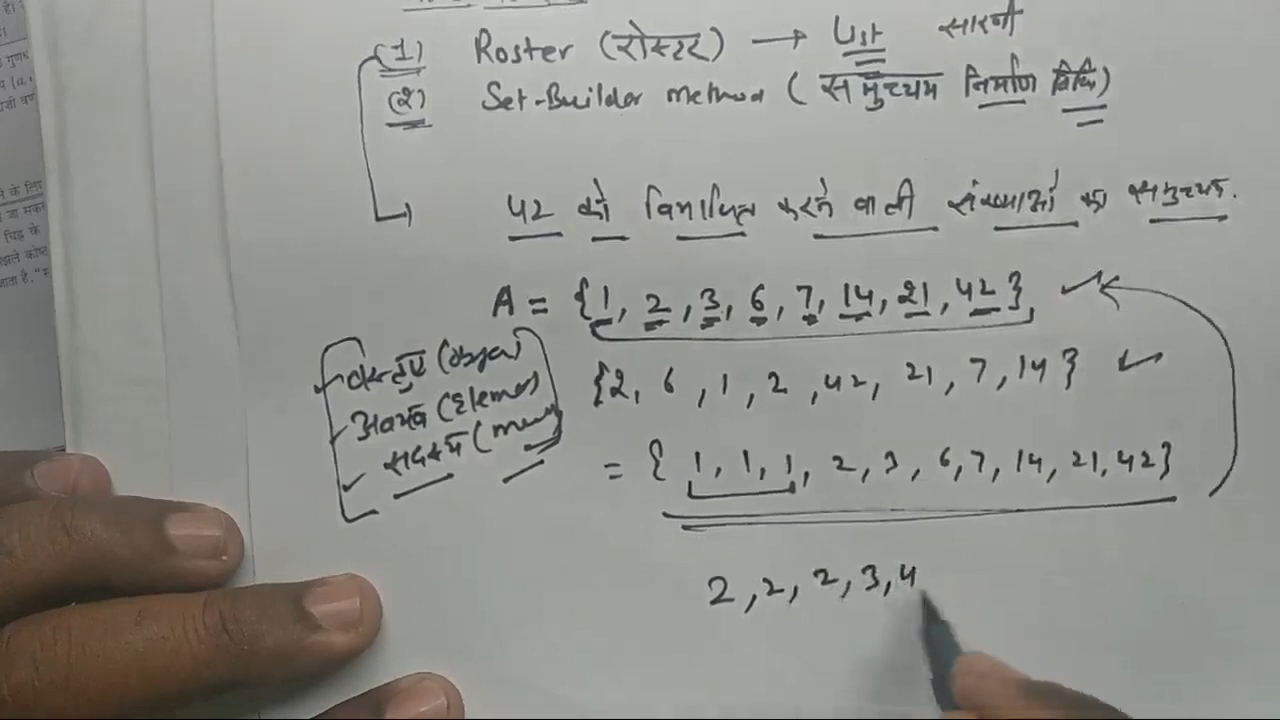 (1) Roster (रोस्टर) → List सारणी
(2) Set-Builder method (समुच्चय निर्माण विधि)
42 को विभाजित करने वाली संख्याओं का समुच्चय.
A = {1, 2, 3, 6, 7, 14, 21, 42}
{2, 6, 1, 2, 42, 21, 7, 14}
= {1, 1, 1, 2, 3, 6, 7, 14, 21, 42}
2, 2, 2, 3, 4
वस्तुए
अवयव
सदस्य